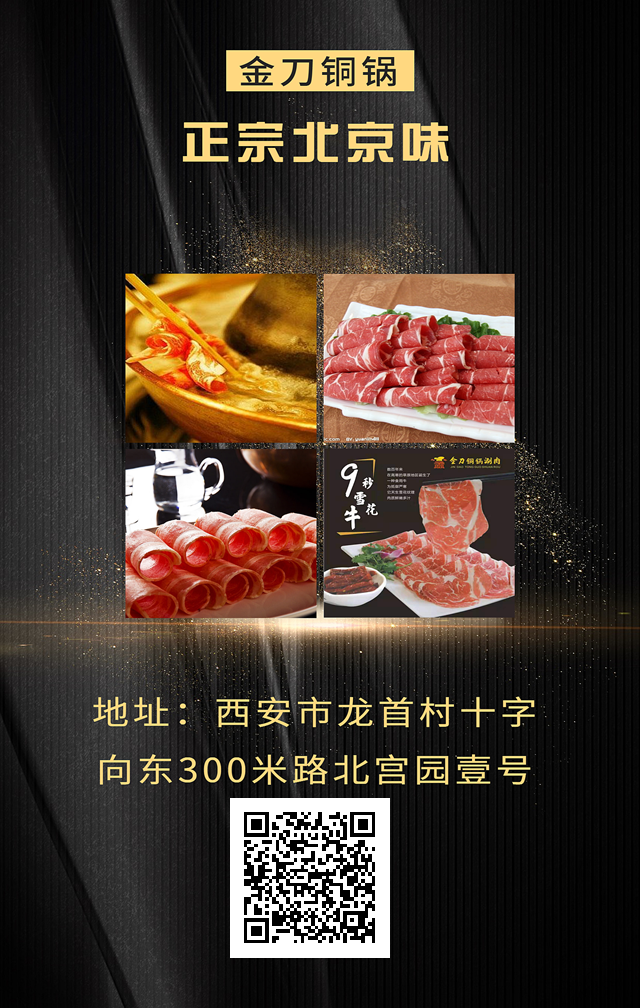 金刀铜锅
正宗北京味
金刀铜锅涮肉
9秒雪花牛
地址：西安市龙首村十字
向东300米路北宫园壹号